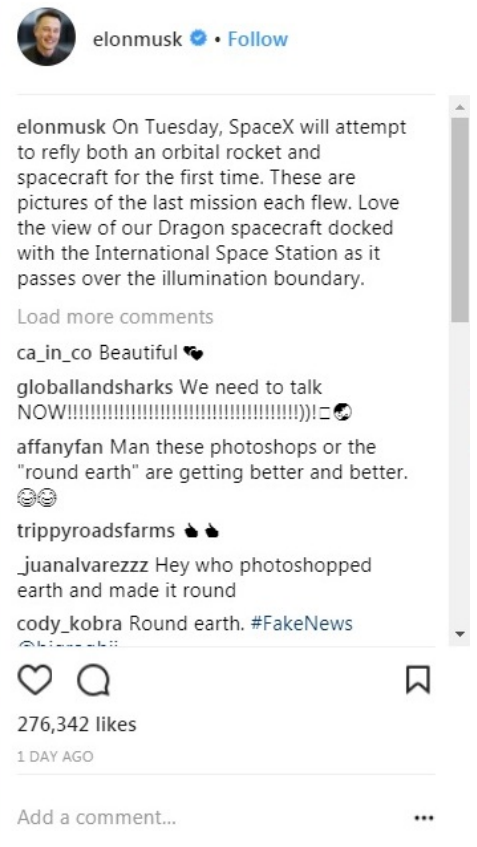 elonmusk • Follow
elonmusk On Tuesday, SpaceX will attempt
to refly both an orbital rocket and
spacecraft for the first time. These are
pictures of the last mission each flew. Love
the view of our Dragon spacecraft docked
with the International Space Station as it
passes over the illumination boundary.
Load more comments
ca_in_co Beautiful 💕
globallandsharks We need to talk
NOW!!!!!!!!!!!!!!!!!!!!!!!!!!!!!!!!!!!!!!!!))!□🌏
affanyfan Man these photoshops or the
"round earth" are getting better and better.
😂😂
trippyroadsfarms 👍👍
_juanalvarezzz Hey who photoshopped
earth and made it round
cody_kobra Round earth. #FakeNews
276,342 likes
1 DAY AGO
Add a comment... •••